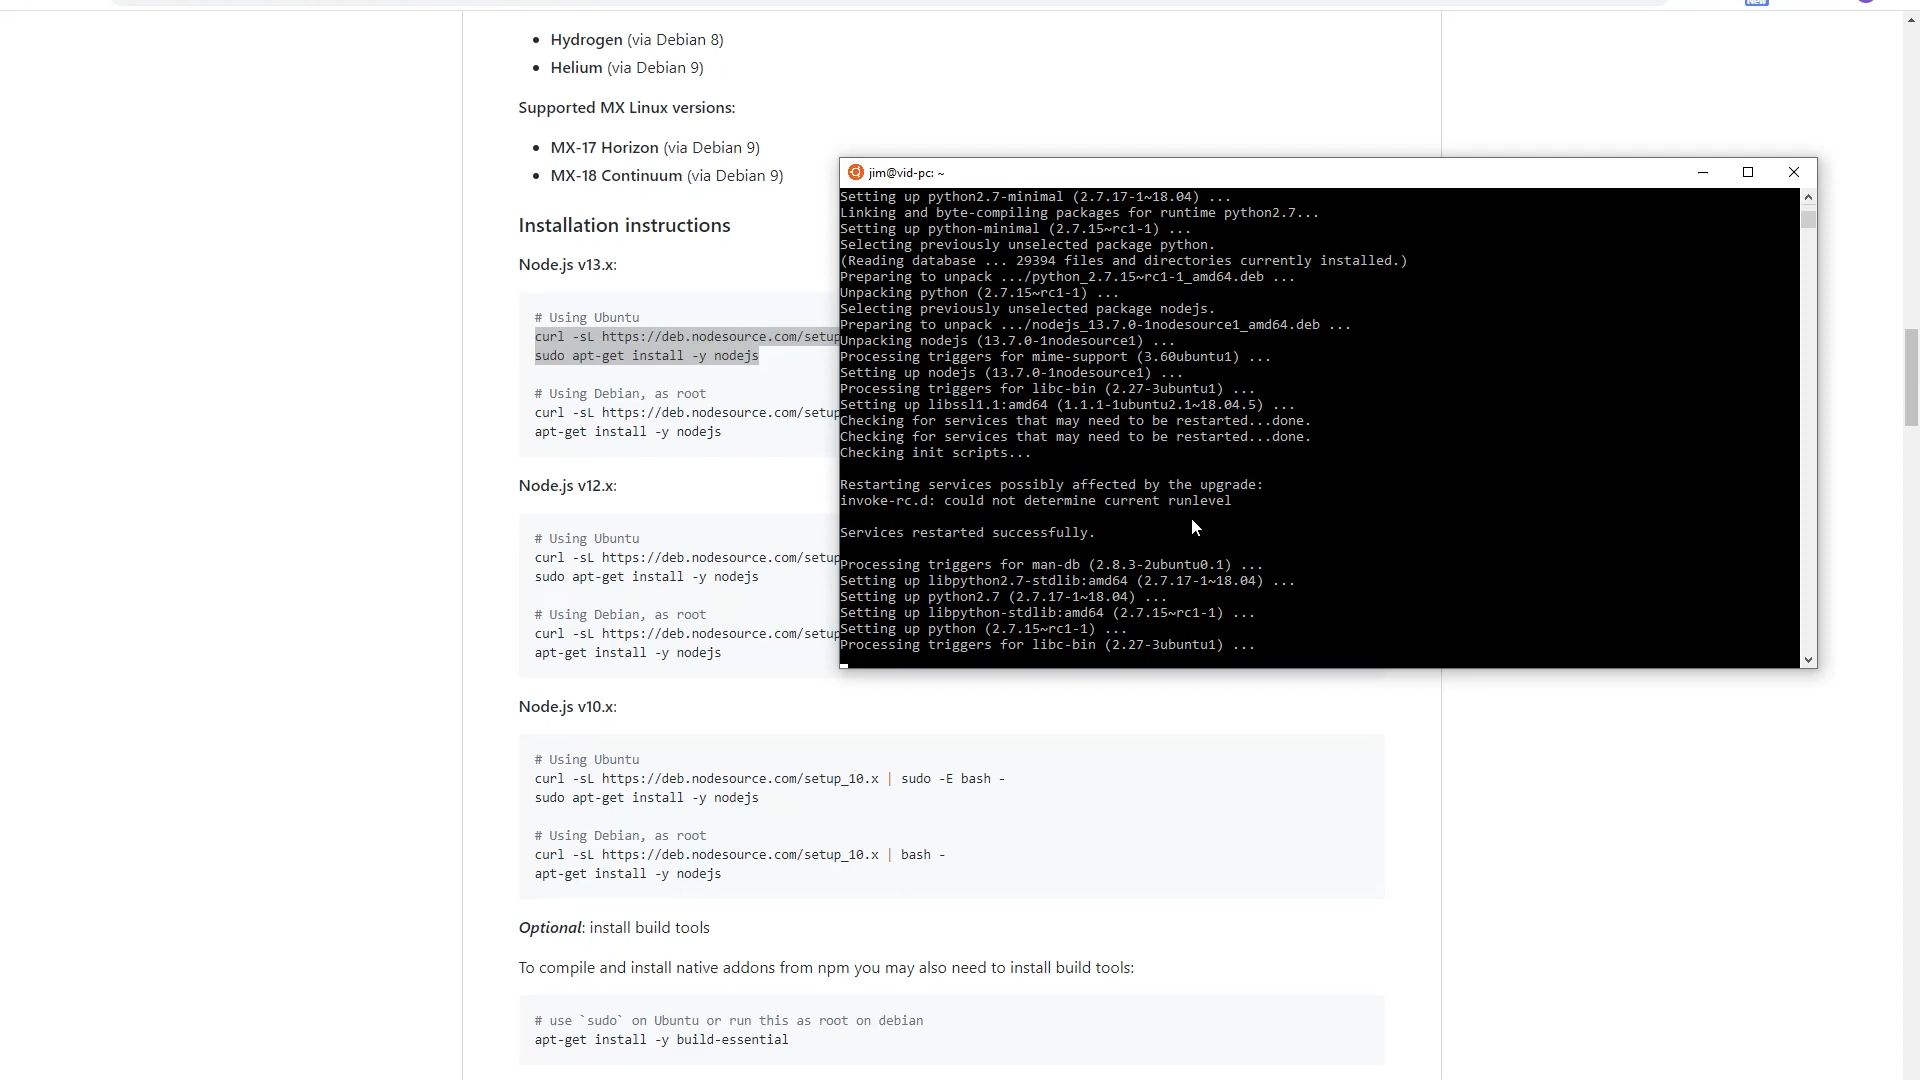 New
Hydrogen (via Debian 8)
Helium (via Debian 9)
Supported MX Linux versions:
MX-17 Horizon (via Debian 9)
MX-18 Continuum (via Debian 9)
Installation instructions
Node.js v13.x:
# Using Ubuntu
curl -sL https://deb.nodesource.com/setup
sudo apt-get install -y nodejs
# Using Debian, as root
curl -sL https://deb.nodesource.com/setup
apt-get install -y nodejs
Node.js v12.x:
# Using Ubuntu
curl -sL https://deb.nodesource.com/setup
sudo apt-get install -y nodejs
# Using Debian, as root
curl -sL https://deb.nodesource.com/setup
apt-get install -y nodejs
Node.js v10.x:
# Using Ubuntu
curl -sL https://deb.nodesource.com/setup_10.x | sudo -E bash -
sudo apt-get install -y nodejs
# Using Debian, as root
curl -sL https://deb.nodesource.com/setup_10.x | bash -
apt-get install -y nodejs
Optional: install build tools
To compile and install native addons from npm you may also need to install build tools:
# use `sudo` on Ubuntu or run this as root on debian
apt-get install -y build-essential
jim@vid-pc: ~
Setting up python2.7-minimal (2.7.17-1~18.04) ...
Linking and byte-compiling packages for runtime python2.7...
Setting up python-minimal (2.7.15~rc1-1) ...
Selecting previously unselected package python.
(Reading database ... 29394 files and directories currently installed.)
Preparing to unpack .../python_2.7.15~rc1-1_amd64.deb ...
Unpacking python (2.7.15~rc1-1) ...
Selecting previously unselected package nodejs.
Preparing to unpack .../nodejs_13.7.0-1nodesource1_amd64.deb ...
Unpacking nodejs (13.7.0-1nodesource1) ...
Processing triggers for mime-support (3.60ubuntu1) ...
Setting up nodejs (13.7.0-1nodesource1) ...
Processing triggers for libc-bin (2.27-3ubuntu1) ...
Setting up libssl1.1:amd64 (1.1.1-1ubuntu2.1~18.04.5) ...
Checking for services that may need to be restarted...done.
Checking for services that may need to be restarted...done.
Checking init scripts...
Restarting services possibly affected by the upgrade:
invoke-rc.d: could not determine current runlevel
Services restarted successfully.
Processing triggers for man-db (2.8.3-2ubuntu0.1) ...
Setting up libpython2.7-stdlib:amd64 (2.7.17-1~18.04) ...
Setting up python2.7 (2.7.17-1~18.04) ...
Setting up libpython-stdlib:amd64 (2.7.15~rc1-1) ...
Setting up python (2.7.15~rc1-1) ...
Processing triggers for libc-bin (2.27-3ubuntu1) ...